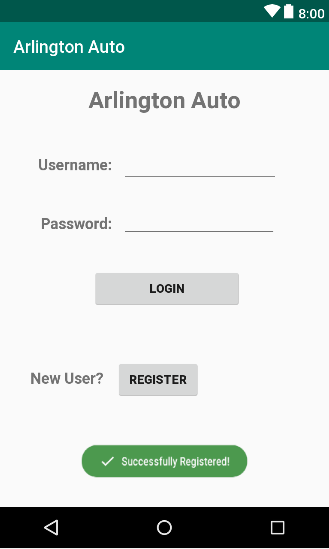 8:00
Arlington Auto
Arlington Auto
Username:
Password:
LOGIN
New User? REGISTER
Successfully Registered!